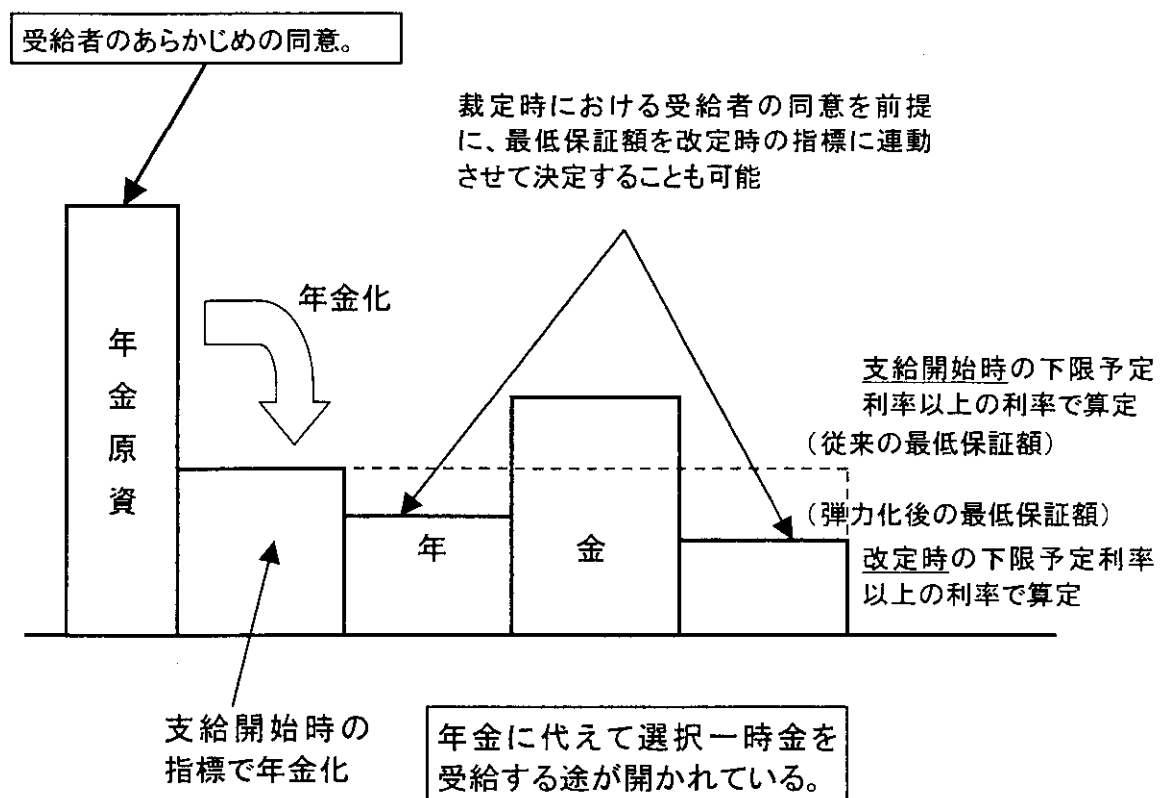 受給者のあらかじめの同意。
裁定時における受給者の同意を前提
に、最低保証額を改定時の指標に連動
させて決定することも可能
年金化
年金原資
支給開始時の下限予定
利率以上の利率で算定
（従来の最低保証額）
（弾力化後の最低保証額）
年　金
改定時の下限予定利率
以上の利率で算定
支給開始時の
指標で年金化
年金に代えて選択一時金を
受給する途が開かれている。